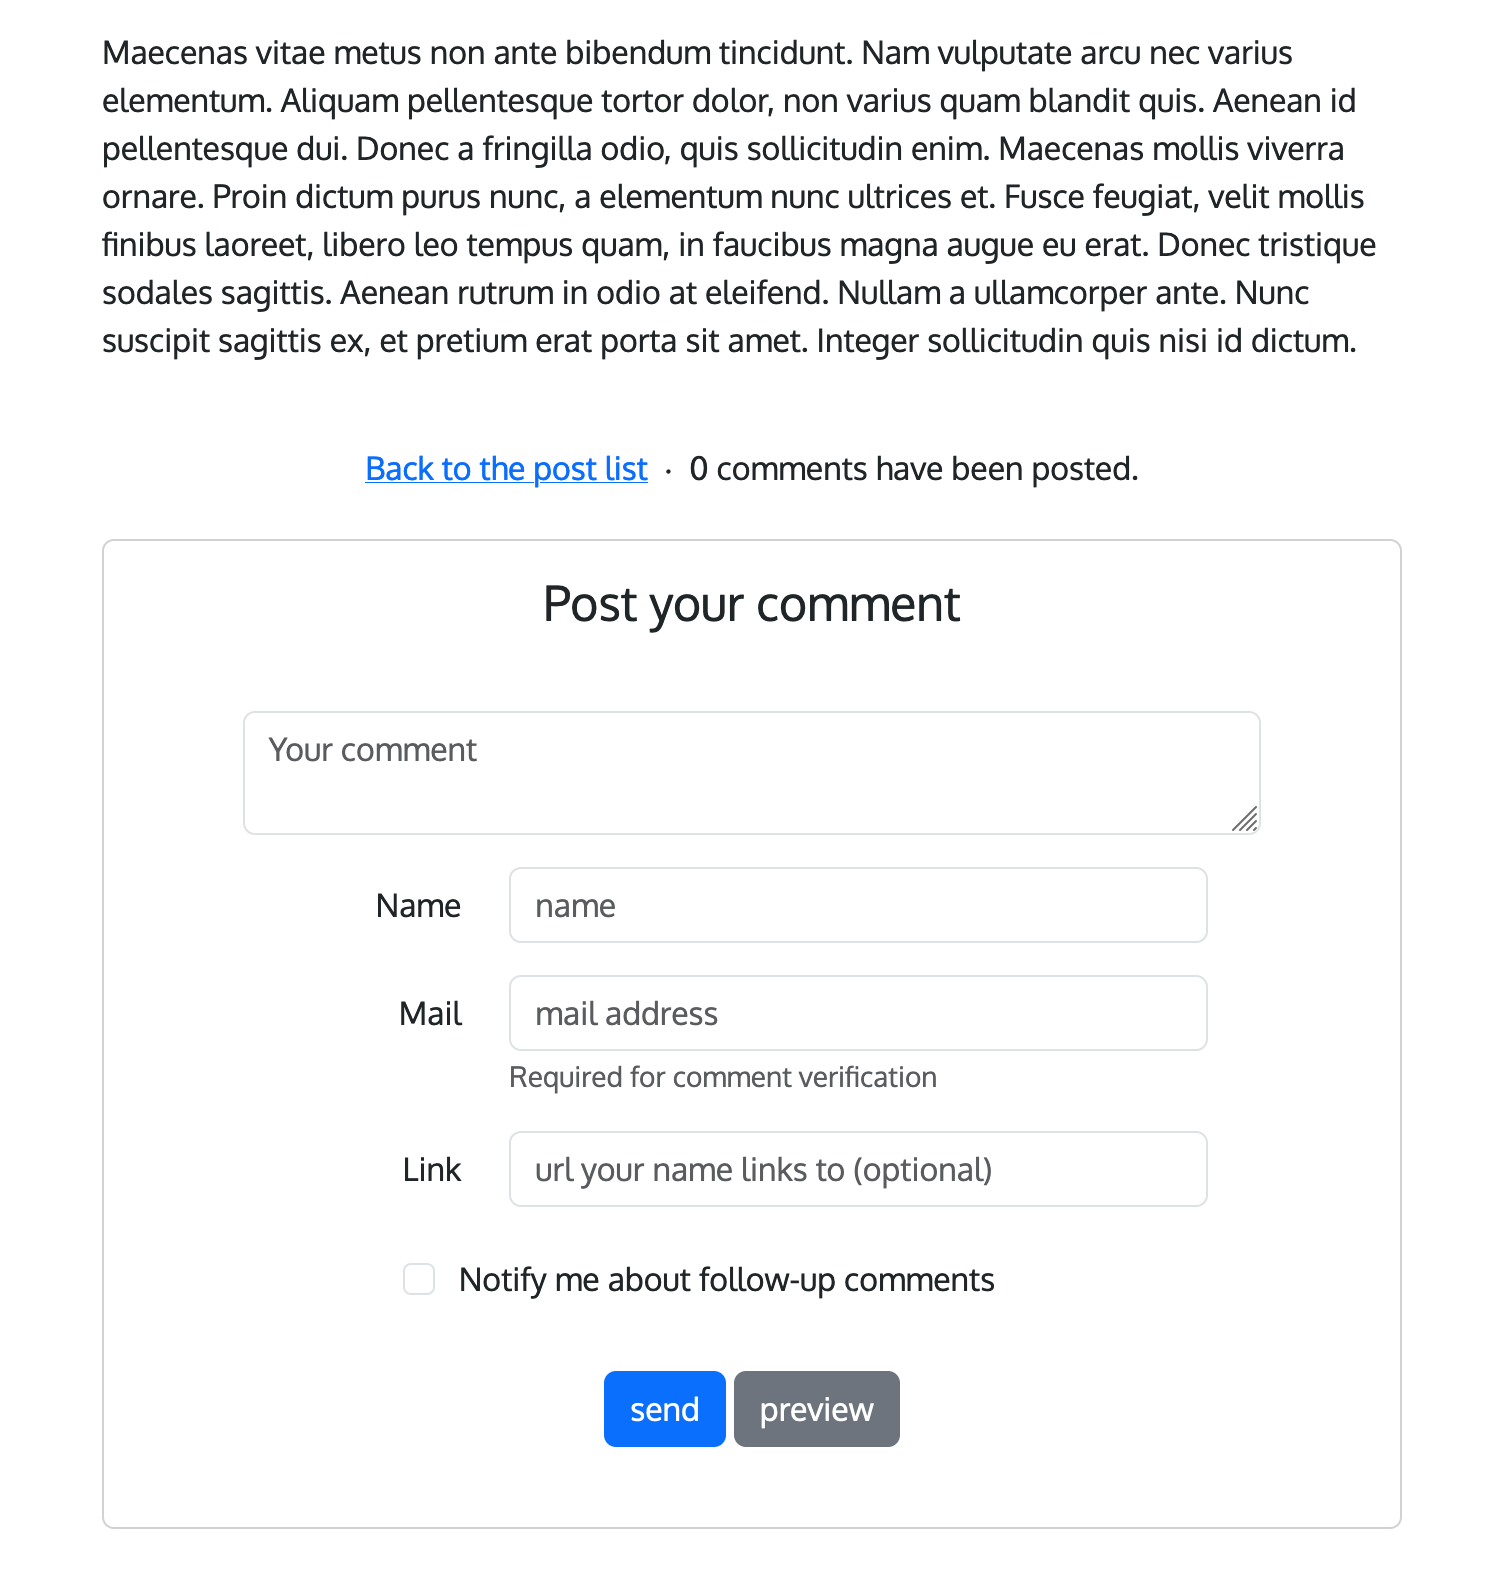 Maecenas vitae metus non ante bibendum tincidunt. Nam vulputate arcu nec varius
elementum. Aliquam pellentesque tortor dolor, non varius quam blandit quis. Aenean id
pellentesque dui. Donec a fringilla odio, quis sollicitudin enim. Maecenas mollis viverra
ornare. Proin dictum purus nunc, a elementum nunc ultrices et. Fusce feugiat, velit mollis
finibus laoreet, libero leo tempus quam, in faucibus magna augue eu erat. Donec tristique
sodales sagittis. Aenean rutrum in odio at eleifend. Nullam a ullamcorper ante. Nunc
suscipit sagittis ex, et pretium erat porta sit amet. Integer sollicitudin quis nisi id dictum.
Back to the post list · 0 comments have been posted.
Post your comment
Your comment
Name name
Mail mail address
Required for comment verification
Link url your name links to (optional)
Notify me about follow-up comments
send preview